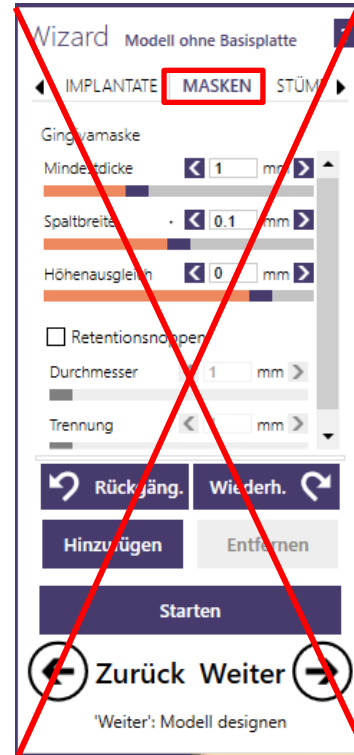 Wizard Modell ohne Basisplatte
IMPLANTATE MASKEN STÜM
Gingivamaske
Mindestdicke 1 mm
Spaltbreite 0.1 mm
Höhenausgleich 0 mm
Retentionsnoppen
Durchmesser 1 mm
Trennung mm
Rückgäng. Wiederh.
Hinzufügen Entfernen
Starten
Zurück Weiter
'Weiter': Modell designen